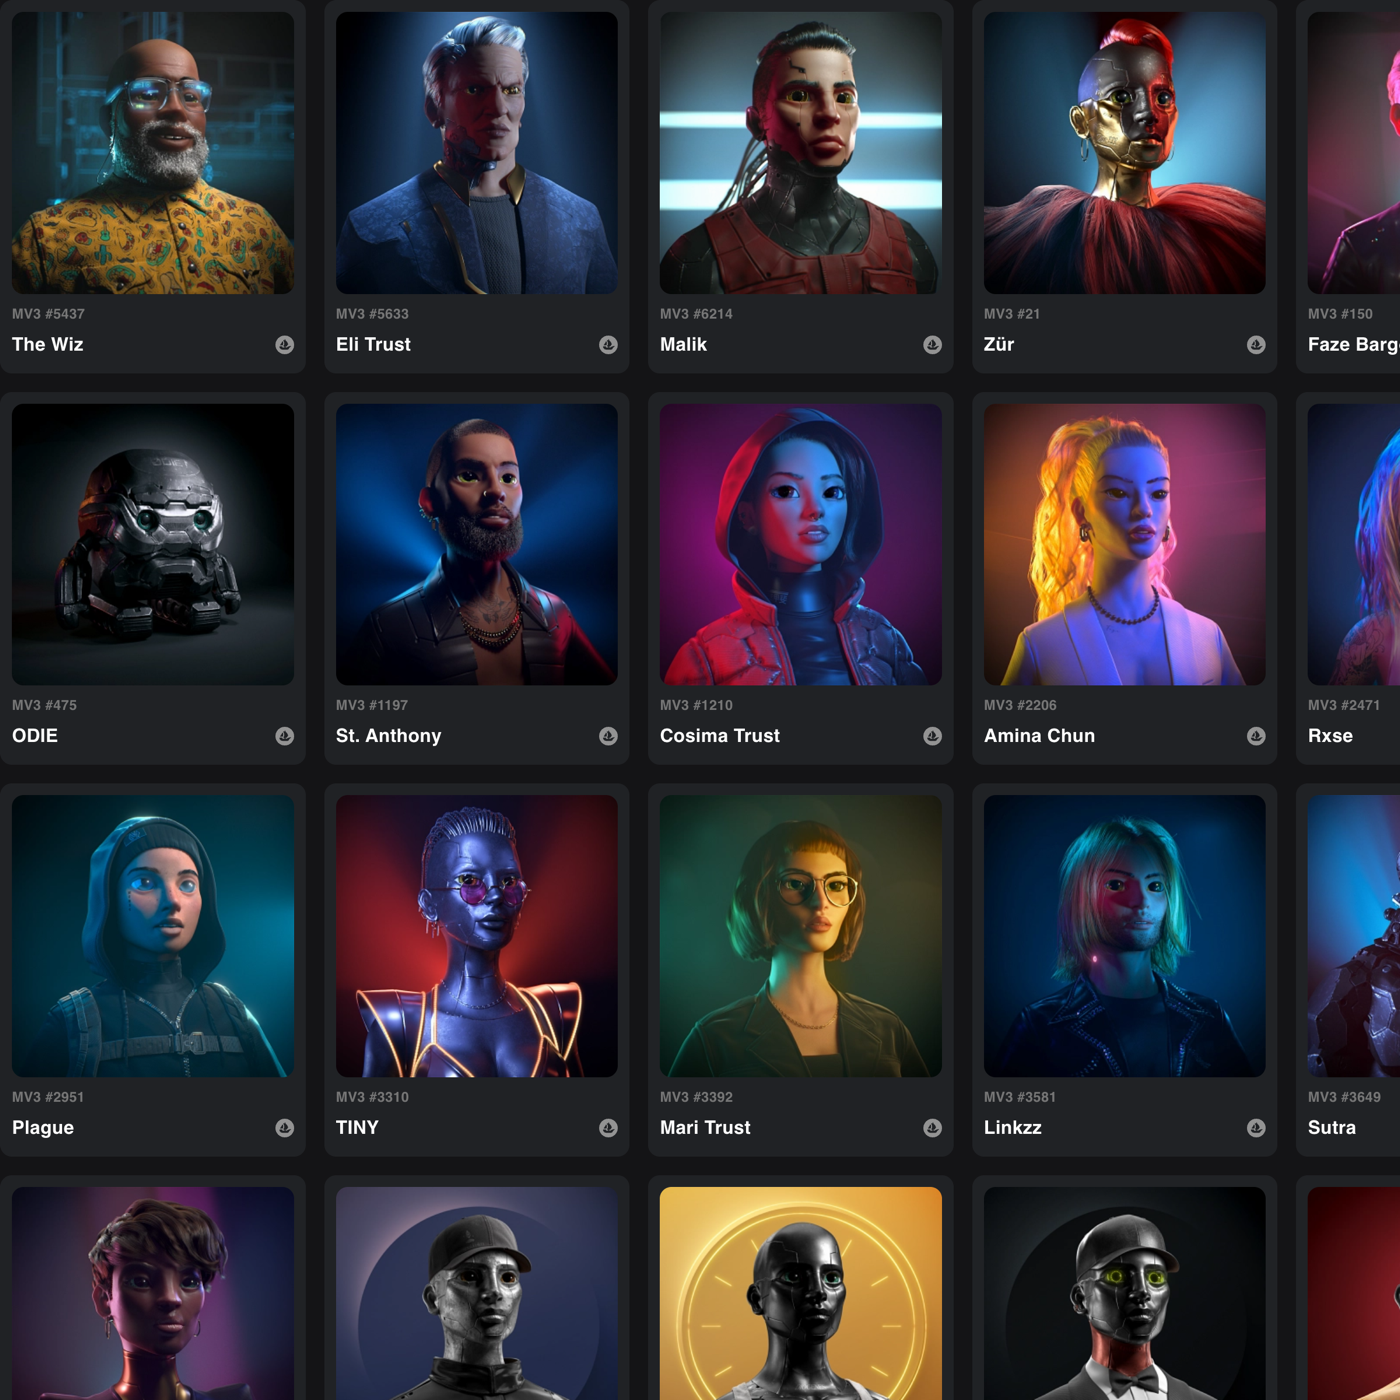 MV3 #5437
The Wiz
MV3 #5633
Eli Trust
MV3 #6214
Malik
MV3 #21
Zür
MV3 #150
Faze Barg
MV3 #475
ODIE
MV3 #1197
St. Anthony
MV3 #1210
Cosima Trust
MV3 #2206
Amina Chun
MV3 #2471
Rxse
MV3 #2951
Plague
MV3 #3310
TINY
MV3 #3392
Mari Trust
MV3 #3581
Linkzz
MV3 #3649
Sutra